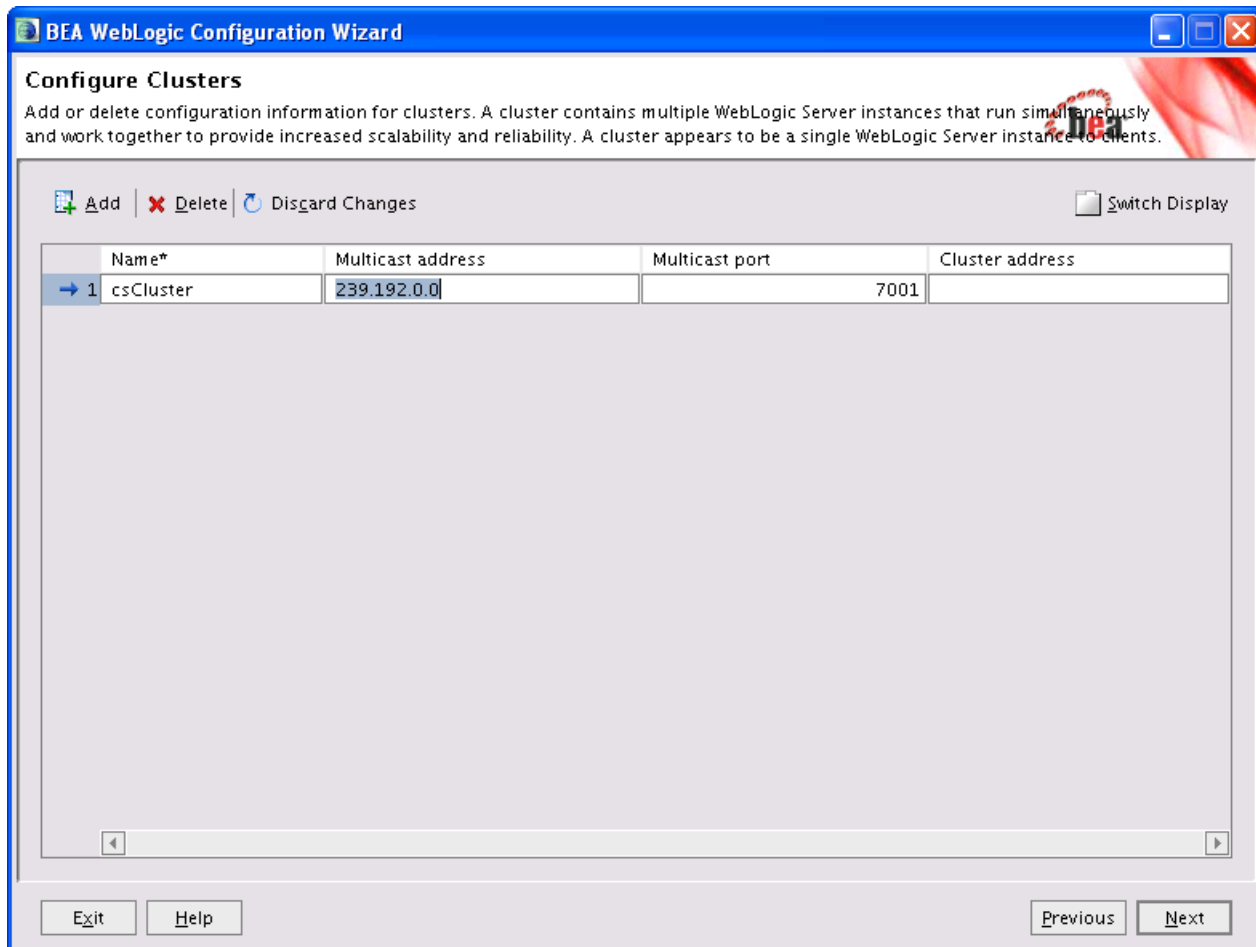 BEA WebLogic Configuration Wizard
Configure Clusters
Add or delete configuration information for clusters. A cluster contains multiple WebLogic Server instances that run simultaneously
and work together to provide increased scalability and reliability. A cluster appears to be a single WebLogic Server instance to clients.
bea
Add Delete Discard Changes Switch Display
Name* Multicast address Multicast port Cluster address
1 csCluster 239.192.0.0 7001
Exit Help Previous Next